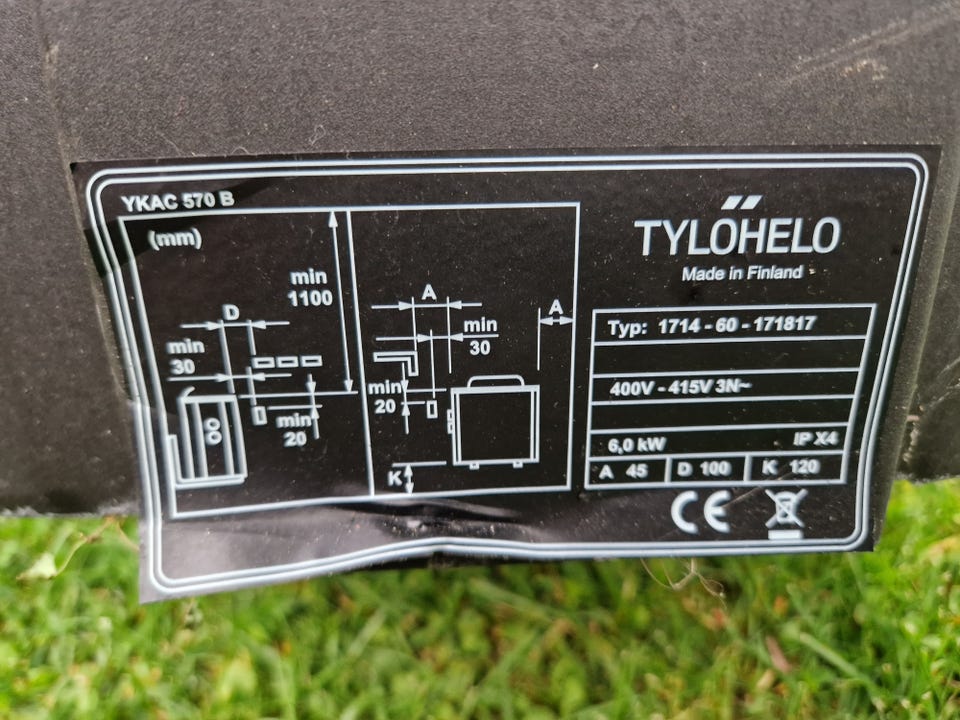 YKAC 570 B
(mm)
min
1100
D
min
30
min
20
A
min
30
A
min
20
K
TYLÖHELO
Made in Finland
Typ: 1714 - 60 - 171817
400V - 415V 3N~
6,0 kW IP X4
A 45 D 100 K 120
CE